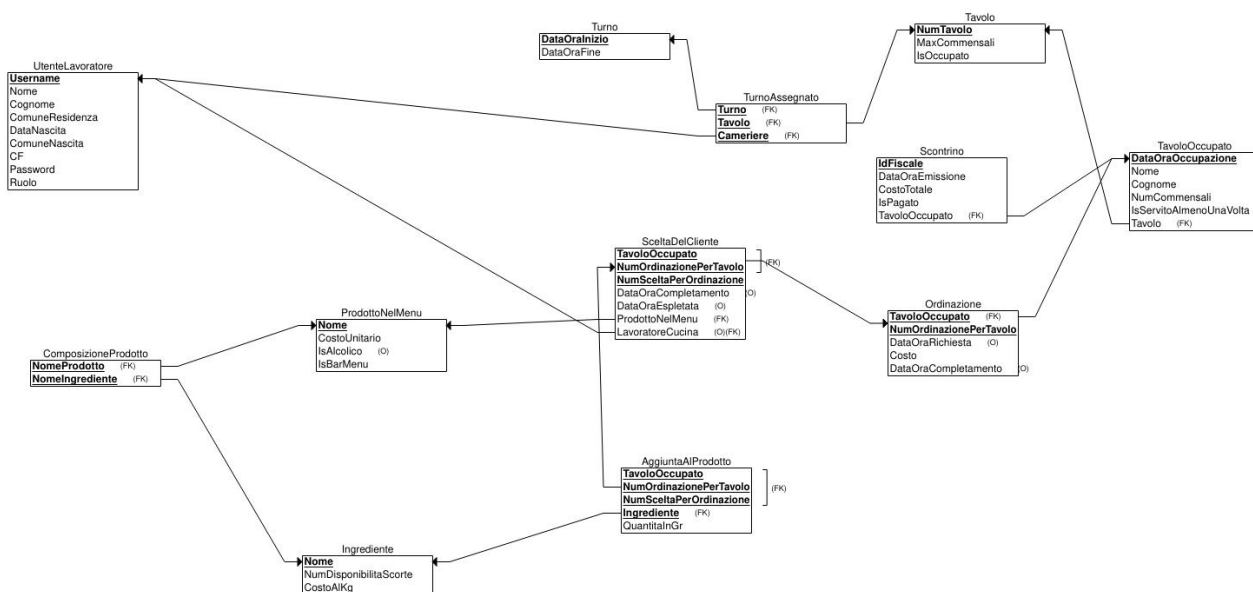 Turno
DataOraInizio
DataOraFine
Tavolo
NumTavolo
MaxCommensali
IsOccupato
UtenteLavoratore
Username
Nome
Cognome
ComuneResidenza
DataNascita
ComuneNascita
CF
Password
Ruolo
TurnoAssegnato
Turno (FK)
Tavolo (FK)
Cameriere (FK)
Scontrino
IdFiscale
DataOraEmissione
CostoTotale
IsPagato
TavoloOccupato (FK)
TavoloOccupato
DataOraOccupazione
Nome
Cognome
NumCommensali
IsServitoAlmenoUnaVolta
Tavolo (FK)
SceltaDelCliente
TavoloOccupato
NumOrdinazionePerTavolo (FK)
NumSceltaPerOrdinazione
DataOraCompletamento (O)
DataOraEspletata (O)
ProdottoNelMenu (FK)
LavoratoreCucina (O)(FK)
ProdottoNelMenu
Nome
CostoUnitario
IsAlcolico (O)
IsBarMenu
Ordinazione
TavoloOccupato (FK)
NumOrdinazionePerTavolo
DataOraRichiesta (O)
Costo
DataOraCompletamento (O)
ComposizioneProdotto
NomeProdotto (FK)
NomeIngrediente (FK)
AggiuntaAlProdotto
TavoloOccupato
NumOrdinazionePerTavolo (FK)
NumSceltaPerOrdinazione
Ingrediente (FK)
QuantitaInGr
Ingrediente
Nome
NumDisponibilitaScorte
CostoAlKg